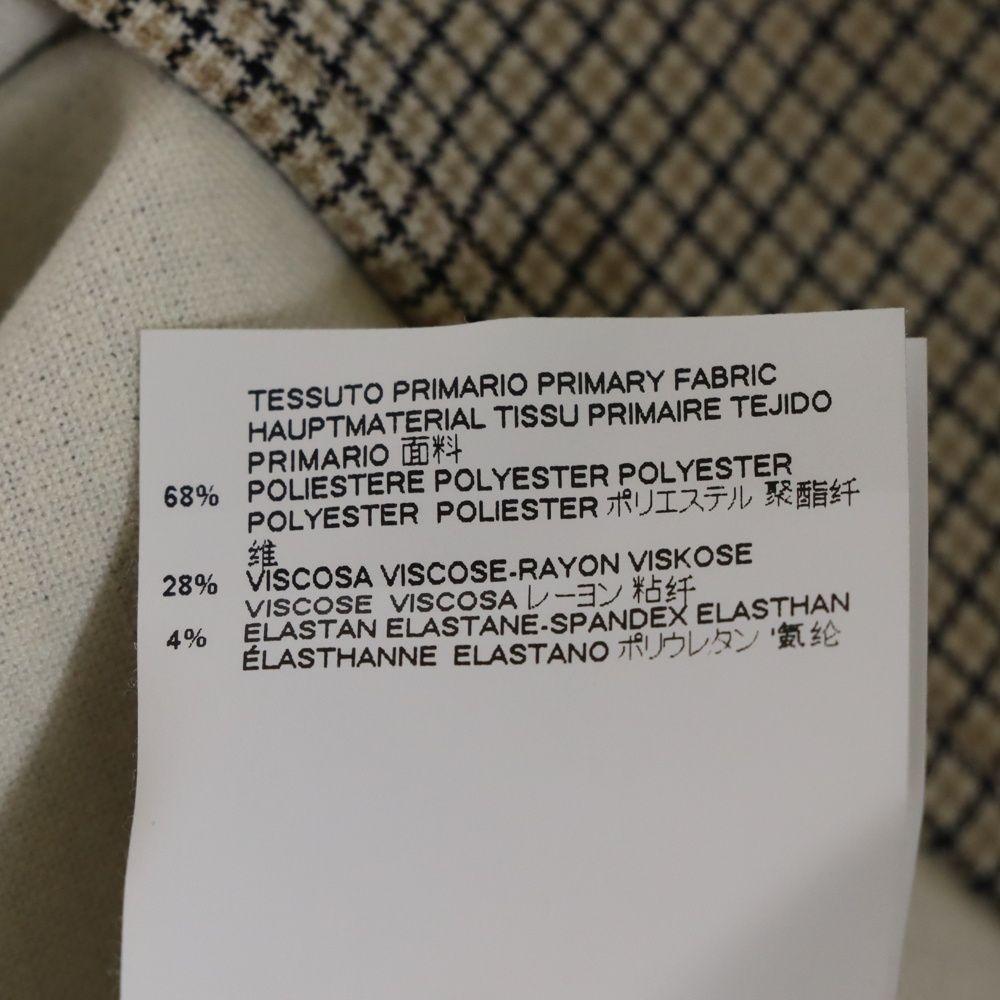 TESSUTO PRIMARIO PRIMARY FABRIC
HAUPTMATERIAL TISSU PRIMAIRE TEJIDO
PRIMARIO 面料
68% POLIESTERE POLYESTER POLYESTER
POLYESTER POLIESTER ポリエステル 聚酯纤
维
28% VISCOSA VISCOSE-RAYON VISKOSE
VISCOSE VISCOSA レーヨン 粘纤
4% ELASTAN ELASTANE-SPANDEX ELASTHAN
ÉLASTHANNE ELASTANO ポリウレタン '氨纶